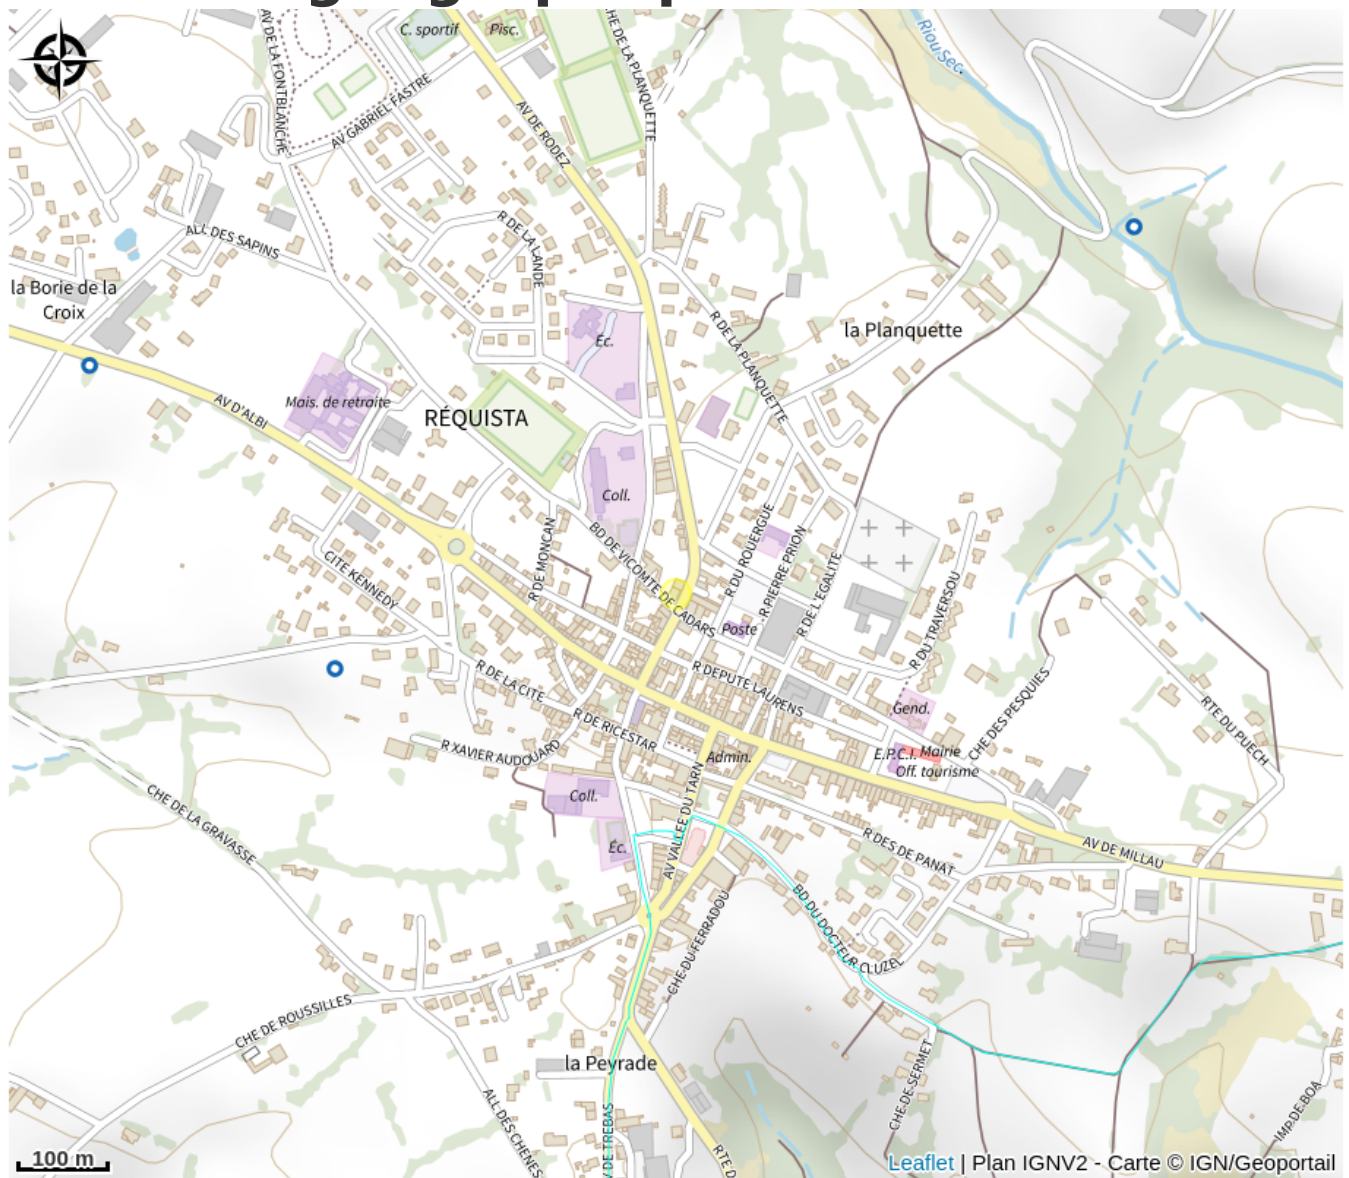 C. sportif
Pisc.
AV DE LA FONTBLANCHE
CHE DE LA PLANQUETTE
Riou Sec.
AV GABRIEL FASTRE
AV DE RODEZ
ALL DES SAPINS
R DE LA LANDE
la Borie de la
Croix
la Planquette
Éc.
R DE LA PLANQUETTE
Mais. de retraite
AV D'ALBI
RÉQUISTA
Coll.
BD DE VICOMTE DE CADARS
R DE MONCAN
CITE KENNEDY
R DU ROUERGUE
R PIERRE PRION
R DE L'EGALITE
R DU TRAVERSOU
Poste
R DEPUTE LAURENS
R DE LA CITE
R DE RICESTAR
Gend.
CHE DES PESQUIES
RTE DU PUECH
R XAVIER AUDOUARD
Admin.
E.P.C.I.
Mairie
Off. tourisme
Coll.
CHE DE LA GRAVASSE
AV VALLEE DU TARN
Éc.
R DES DE PANAT
AV DE MILLAU
BD DU DOCTEUR CLUZEL
CHE DU FERRADOU
CHE DE ROUSSILLES
la Peyrade
CHE DE SERMET
ALL DES CHENES
V DE TREBAS
RTE D
IMP DE BOA
100 m
Leaflet | Plan IGNV2 - Carte © IGN/Geoportail